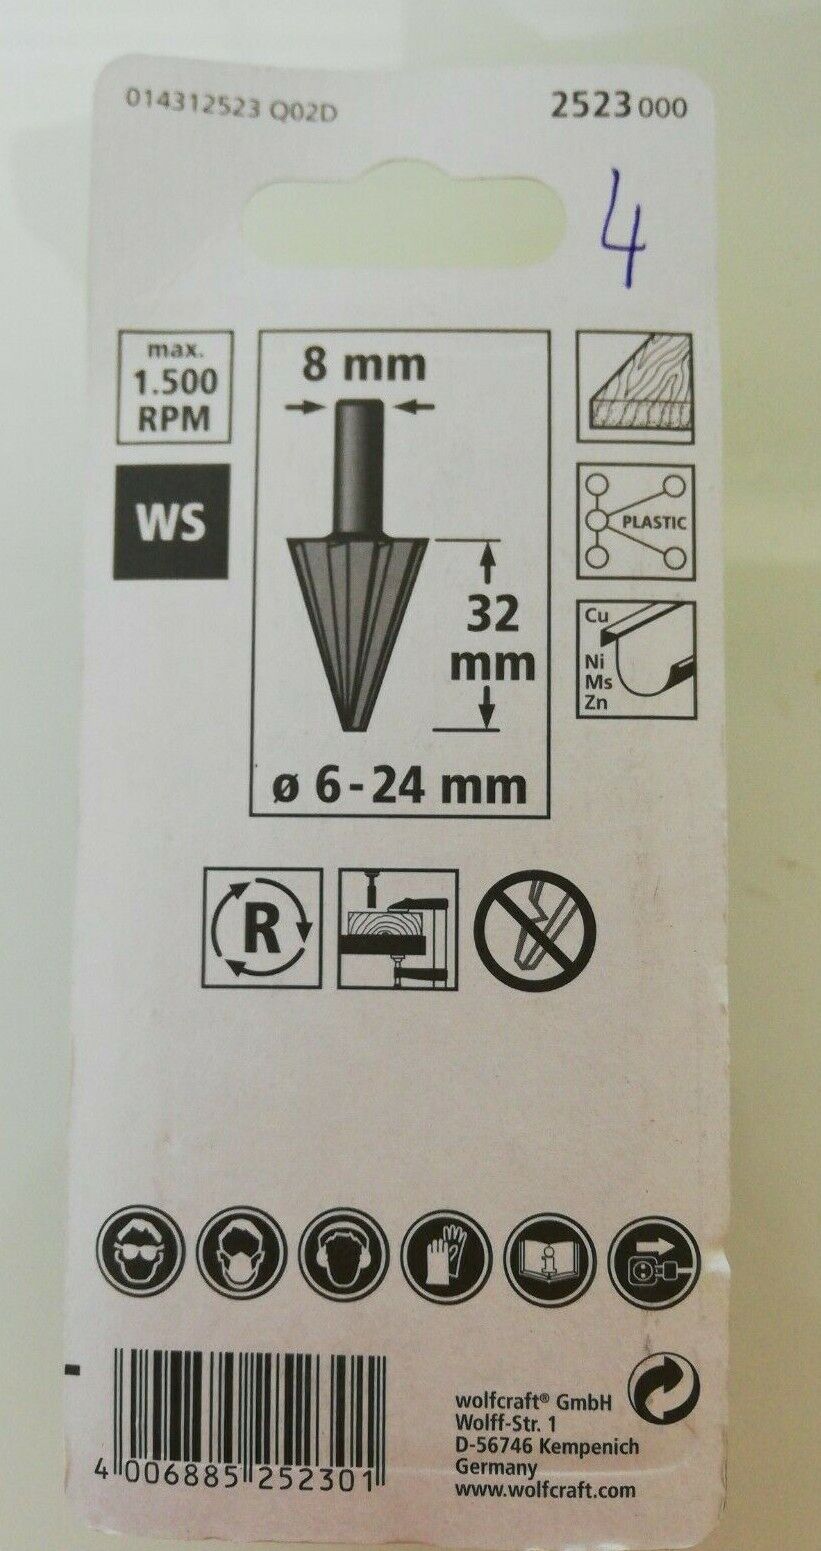 014312523 Q02D
2523 000
4
max.
1.500
RPM
WS
8 mm
32
mm
ø 6-24 mm
PLASTIC
Cu
Ni
Ms
Zn
R
i
4 006885 252301
wolfcraft® GmbH
Wolff-Str. 1
D-56746 Kempenich
Germany
www.wolfcraft.com